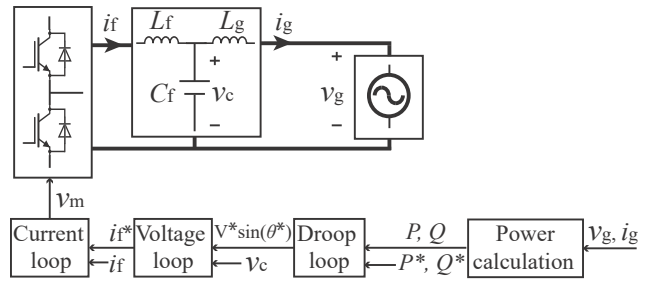 if Lf Lg ig
+ +
Cf vc vg
− −
vm
Current loop if* if
Voltage loop V*sin(θ*) vc
Droop loop P, Q P*, Q*
Power calculation vg, ig